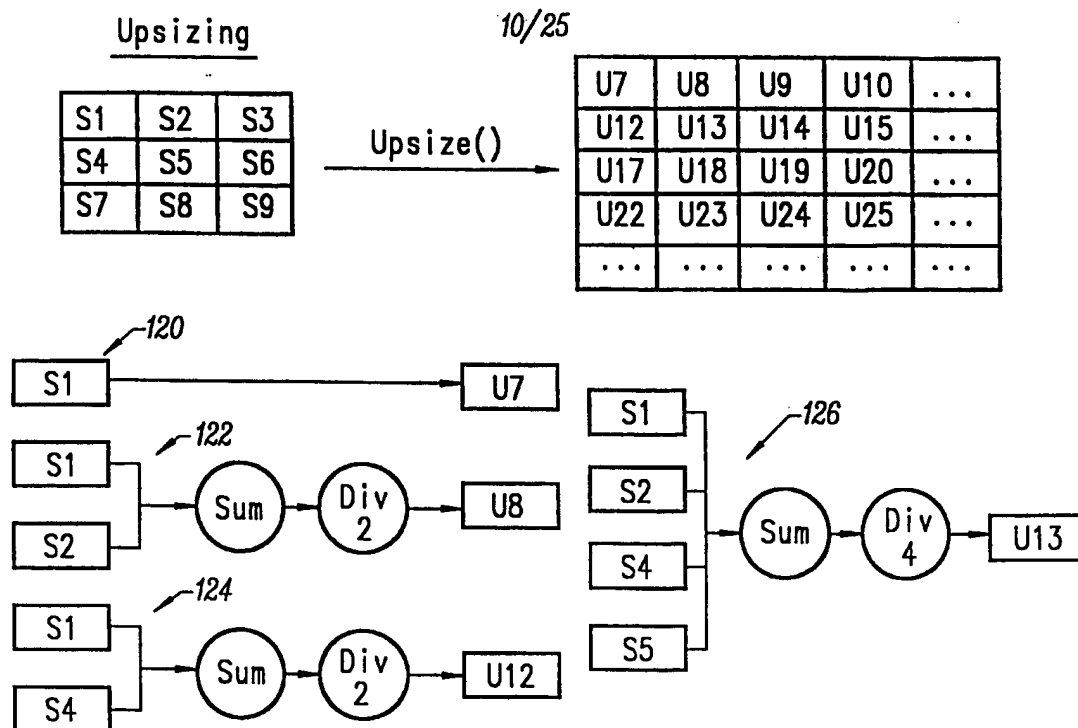 Upsizing
10/25
S1 S2 S3
S4 S5 S6
S7 S8 S9
Upsize()
U7 U8 U9 U10 ...
U12 U13 U14 U15 ...
U17 U18 U19 U20 ...
U22 U23 U24 U25 ...
... ... ... ... ...
120
S1 U7
122
S1
S2
Sum
Div 2
U8
124
S1
S4
Sum
Div 2
U12
126
S1
S2
S4
S5
Sum
Div 4
U13